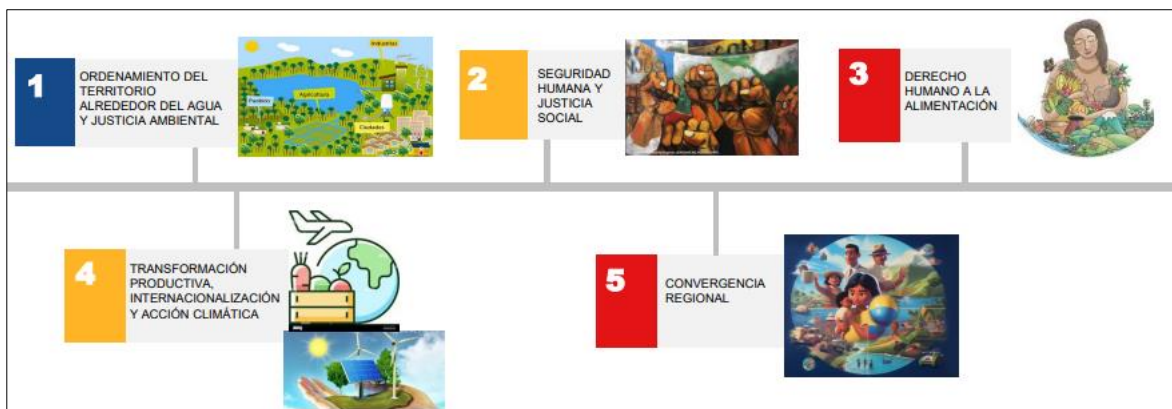 1
ORDENAMIENTO DEL
TERRITORIO
ALREDEDOR DEL AGUA
Y JUSTICIA AMBIENTAL
Industrias
Agricultura
Ciudades
2
SEGURIDAD
HUMANA Y
JUSTICIA
SOCIAL
3
DERECHO
HUMANO A LA
ALIMENTACIÓN
4
TRANSFORMACIÓN
PRODUCTIVA,
INTERNACIONALIZACIÓN
Y ACCIÓN CLIMÁTICA
5
CONVERGENCIA
REGIONAL